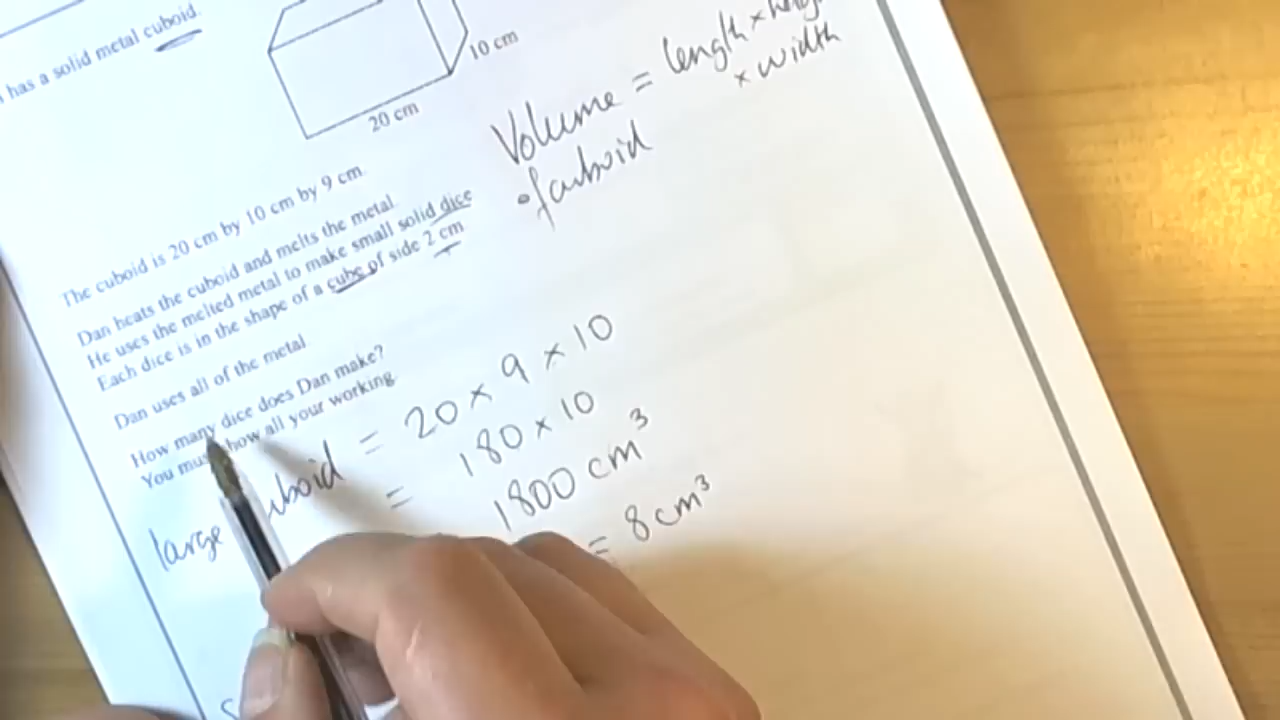 has a solid metal cuboid.
10 cm
20 cm
Volume = length × height
of cuboid × width
The cuboid is 20 cm by 10 cm by 9 cm.
Dan heats the cuboid and melts the metal.
He uses the melted metal to make small solid dice
Each dice is in the shape of a cube of side 2 cm
Dan uses all of the metal.
How many dice does Dan make?
You must show all your working.
large cuboid = 20 × 9 × 10
= 180 × 10
1800 cm³
= 8 cm³